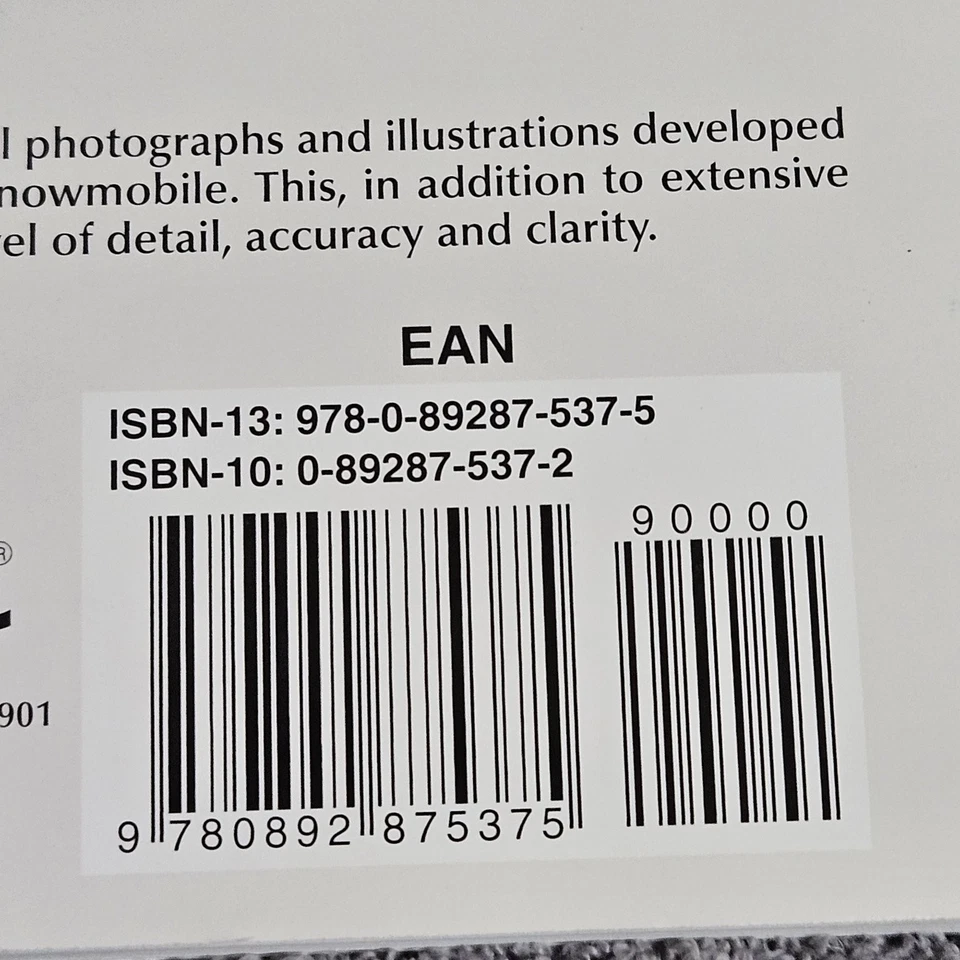 l photographs and illustrations developed
nowmobile. This, in addition to extensive
el of detail, accuracy and clarity.
EAN
ISBN-13: 978-0-89287-537-5
ISBN-10: 0-89287-537-2
90000
®
901
9 780892 875375